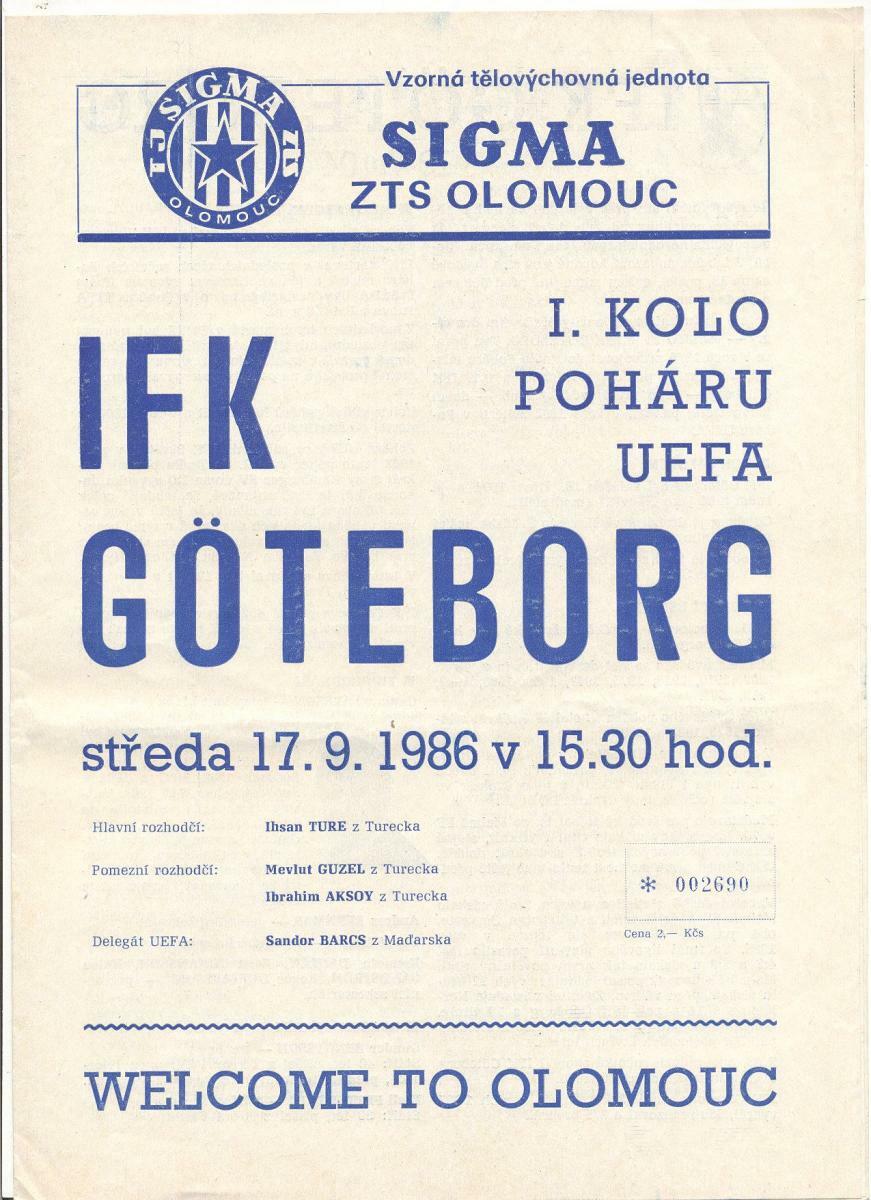 Vzorná tělovýchovná jednota
TJ SIGMA ZTS
OLOMOUC
SIGMA
ZTS OLOMOUC
I. KOLO
POHÁRU
UEFA
IFK
GÖTEBORG
středa 17. 9. 1986 v 15.30 hod.
Hlavní rozhodčí: Ihsan TURE z Turecka
Pomezní rozhodčí: Mevlut GUZEL z Turecka
Ibrahim AKSOY z Turecka
* 002690
Cena 2,— Kčs
Delegát UEFA: Sandor BARCS z Maďarska
WELCOME TO OLOMOUC